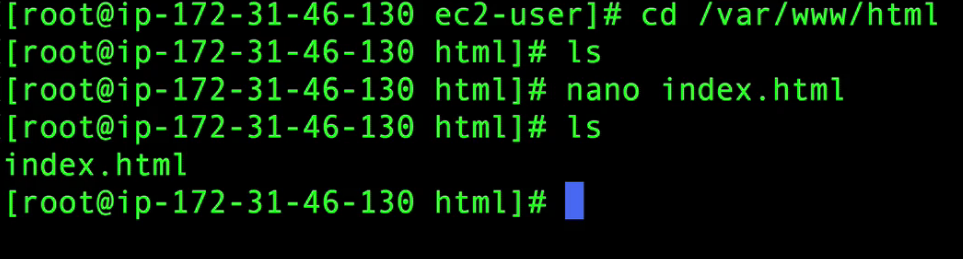 [root@ip-172-31-46-130 ec2-user]# cd /var/www/html
[root@ip-172-31-46-130 html]# ls
[root@ip-172-31-46-130 html]# nano index.html
[root@ip-172-31-46-130 html]# ls
index.html
[root@ip-172-31-46-130 html]#